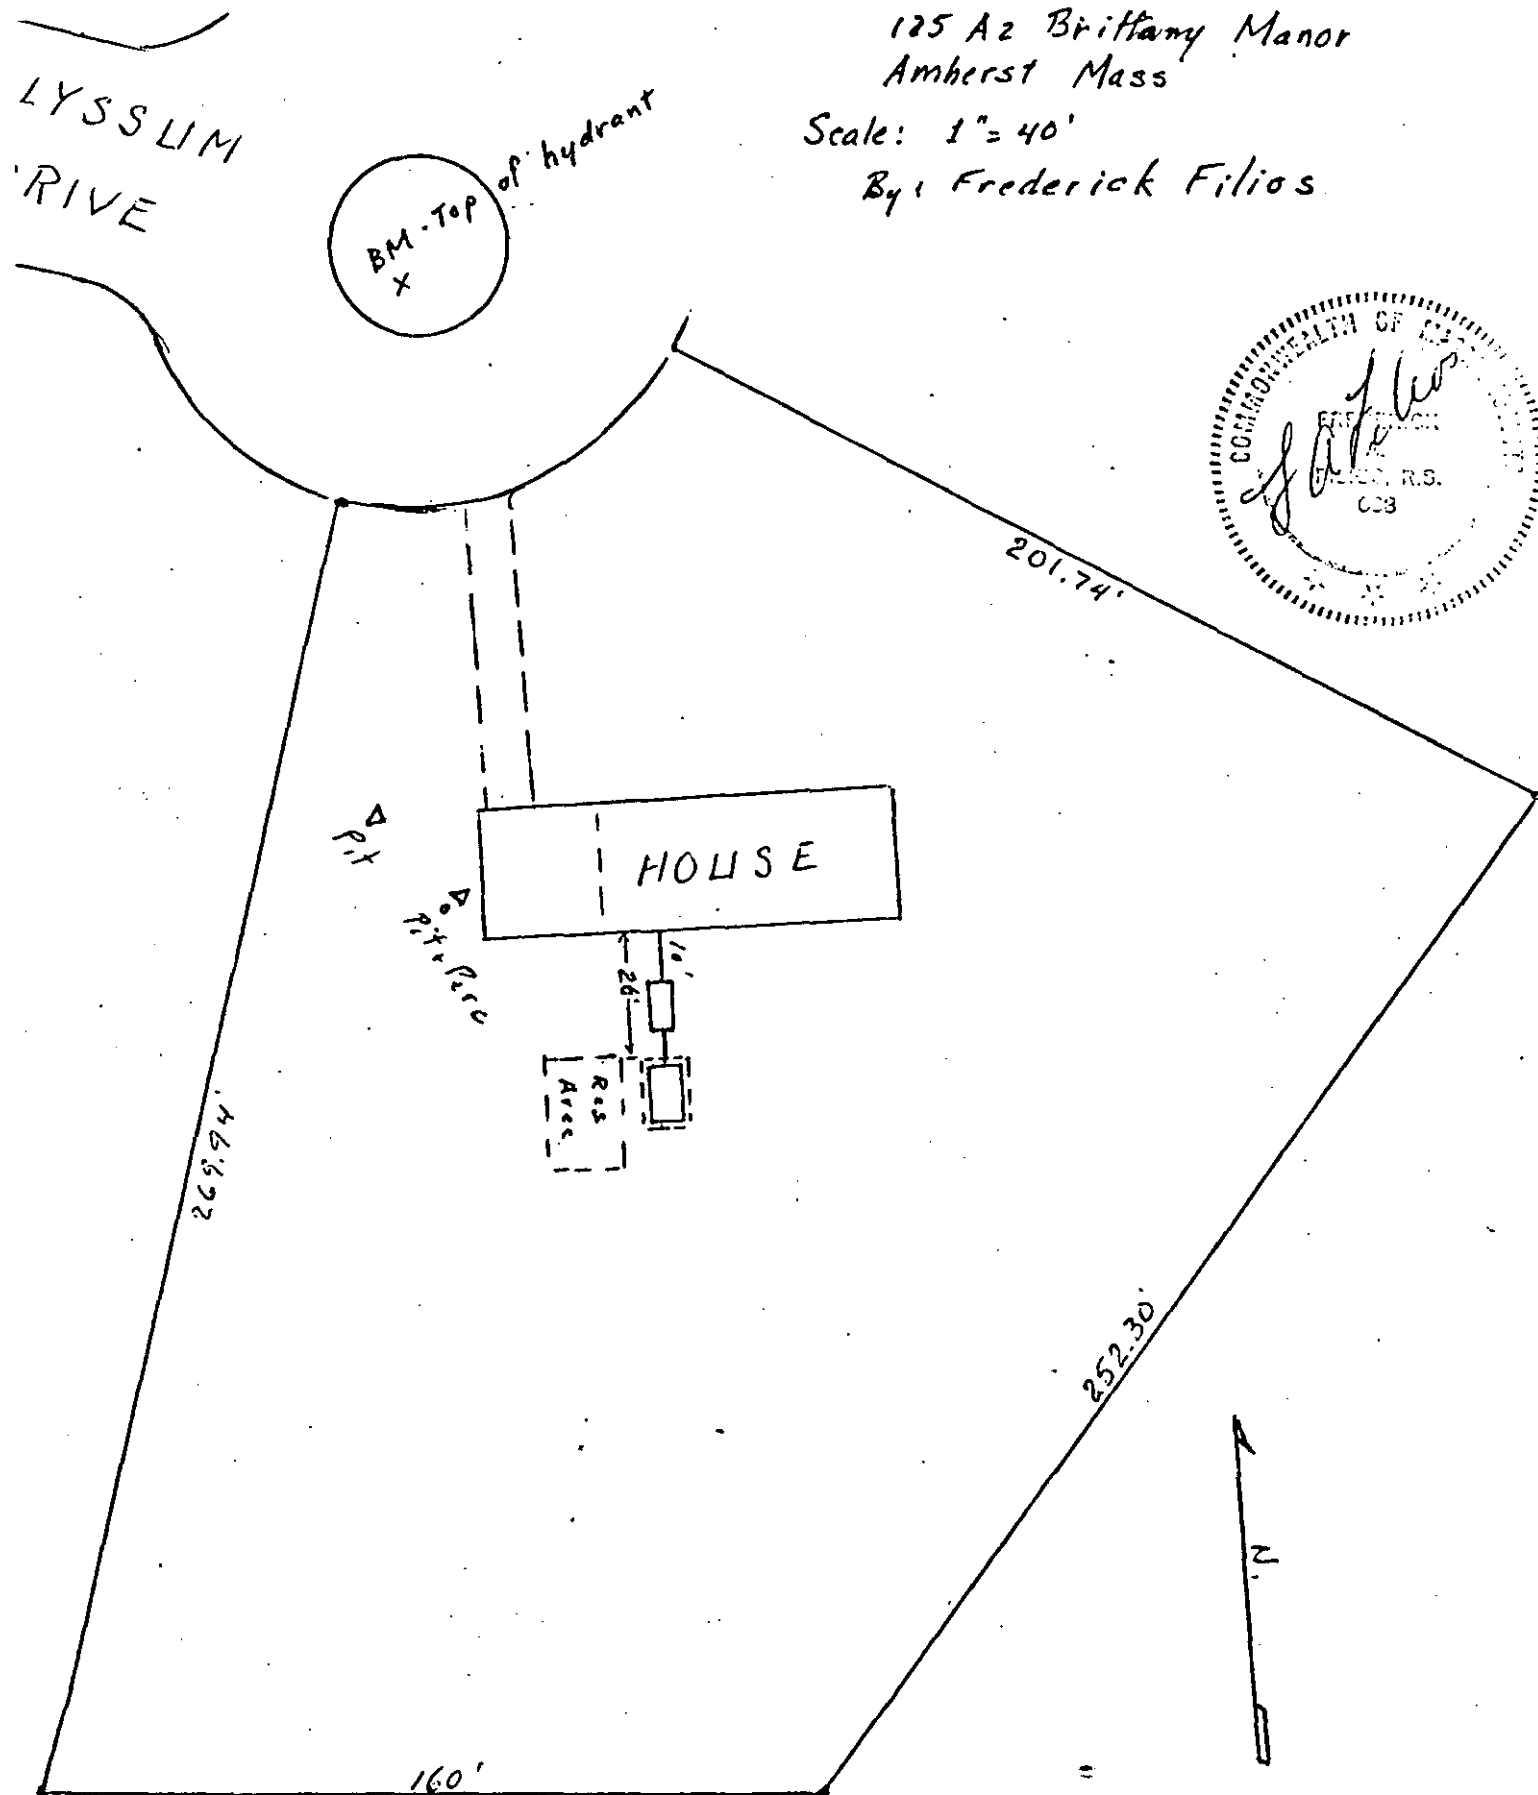 125 A2 Brittany Manor
Amherst Mass
Scale: 1"= 40'
By: Frederick Filios
LYSSUM
RIVE
BM - Top of hydrant
X
COMMONWEALTH OF
R.S.
201.74'
Pit
HOUSE
Pit & Perc
10'
26'
Res
Area
269.94'
252.30'
N
160'